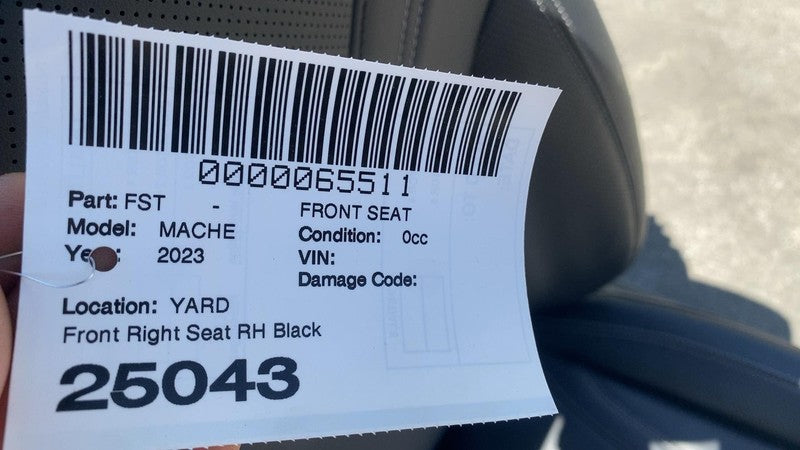 0000065511
Part: FST - FRONT SEAT
Model: MACHE Condition: 0cc
2023 VIN:
Damage Code:
Location: YARD
Front Right Seat RH Black
25043